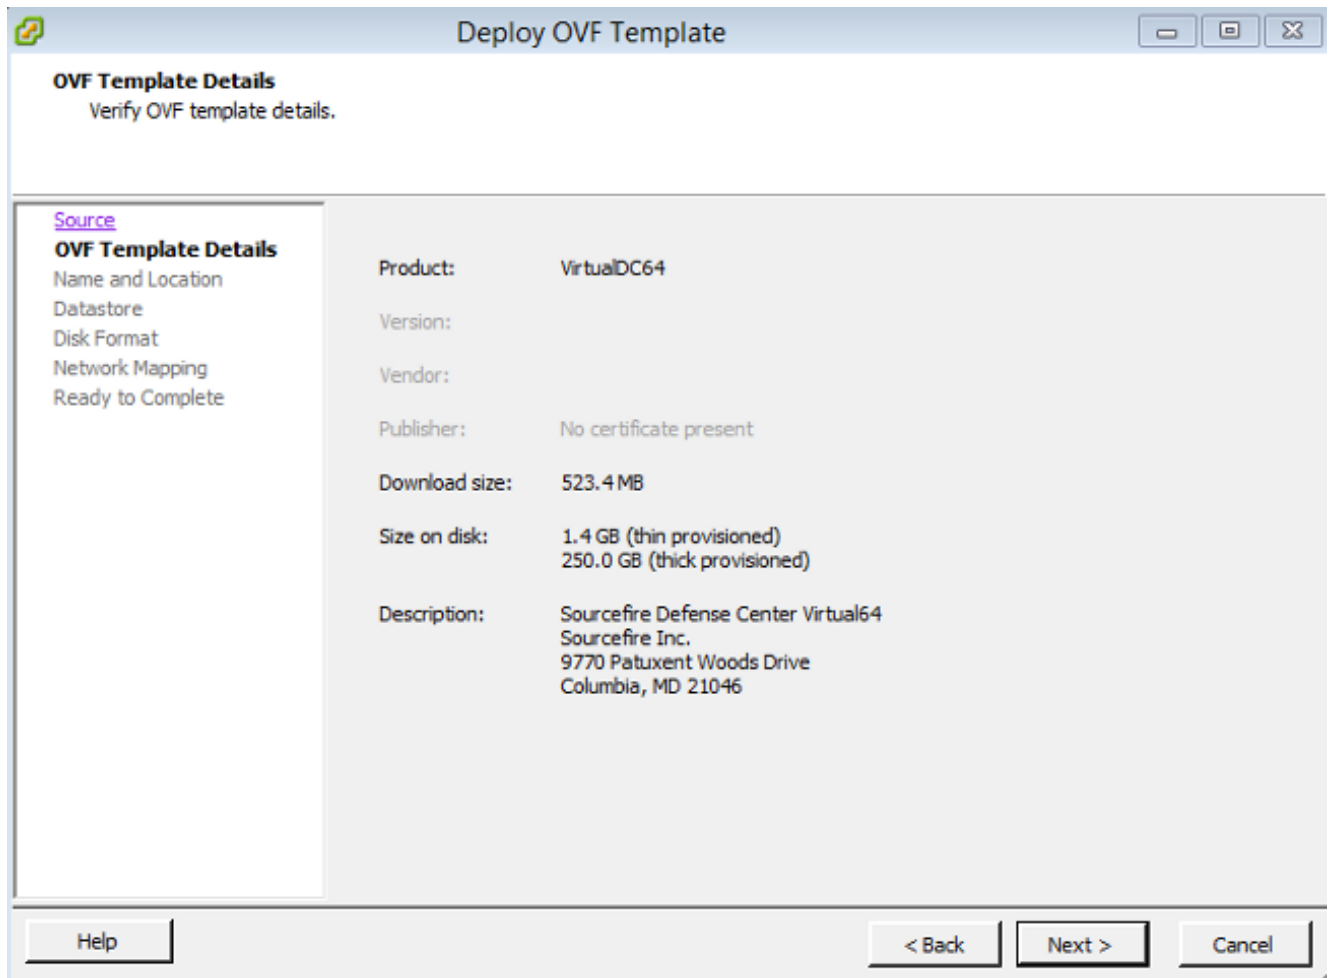 Deploy OVF Template
OVF Template Details
Verify OVF template details.
Source
OVF Template Details
Name and Location
Datastore
Disk Format
Network Mapping
Ready to Complete
Product: VirtualDC64
Version:
Vendor:
Publisher: No certificate present
Download size: 523.4 MB
Size on disk: 1.4 GB (thin provisioned)
250.0 GB (thick provisioned)
Description: Sourcefire Defense Center Virtual64
Sourcefire Inc.
9770 Patuxent Woods Drive
Columbia, MD 21046
Help < Back Next > Cancel